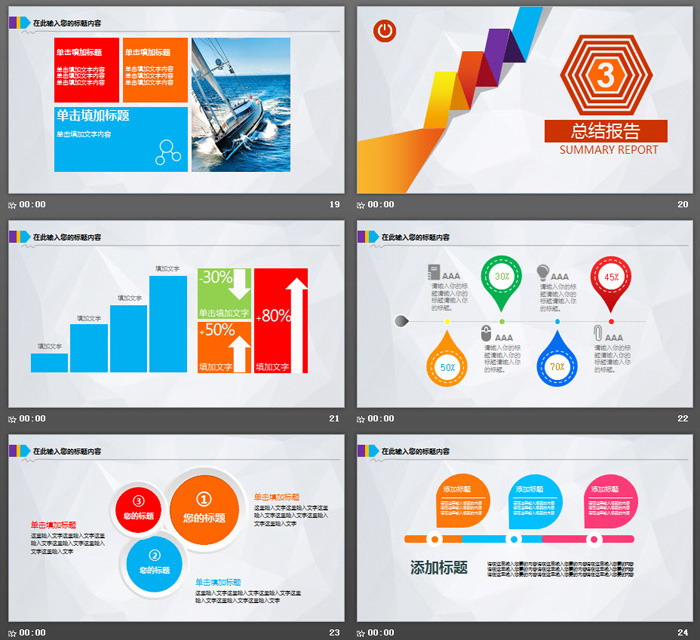 在此输入您的标题内容
单击填加标题
单击填加文字内容
单击填加文字内容
单击填加文字内容
单击填加标题
单击填加文字内容
单击填加文字内容
单击填加文字内容
单击填加标题
单击填加文字内容
00:00
19
3
总结报告
SUMMARY REPORT
00:00
20
在此输入您的标题内容
填加文字
填加文字
填加文字
填加文字
-30%
单击填加文字
+50%
填加文字
+80%
填加文字
00:00
21
在此输入您的标题内容
AAA
请输入你的标
题请输入你的
标题请输入你
的标题。
30%
AAA
请输入你的标
题请输入你的
标题请输入你
的标题。
45%
50%
AAA
请输入你的标
题请输入你的
标题请输入你
的标题。
70%
AAA
请输入你的标
题请输入你的
标题请输入你
的标题。
00:00
22
在此输入您的标题内容
①
您的标题
③
您的标题
②
您的标题
单击填加标题
这里输入文字这里输入文字
这里输入文字这里输入文字
这里输入文字
单击填加标题
这里输入文字这里输入文字这里输
入文字这里输入文字这里输入文字
这里输入文字
单击填加标题
这里输入文字这里输入文字这里输入文字这里
输入文字这里输入文字这里输入文字
00:00
23
在此输入您的标题内容
添加标题
添加标题
添加标题
添加标题
00:00
24